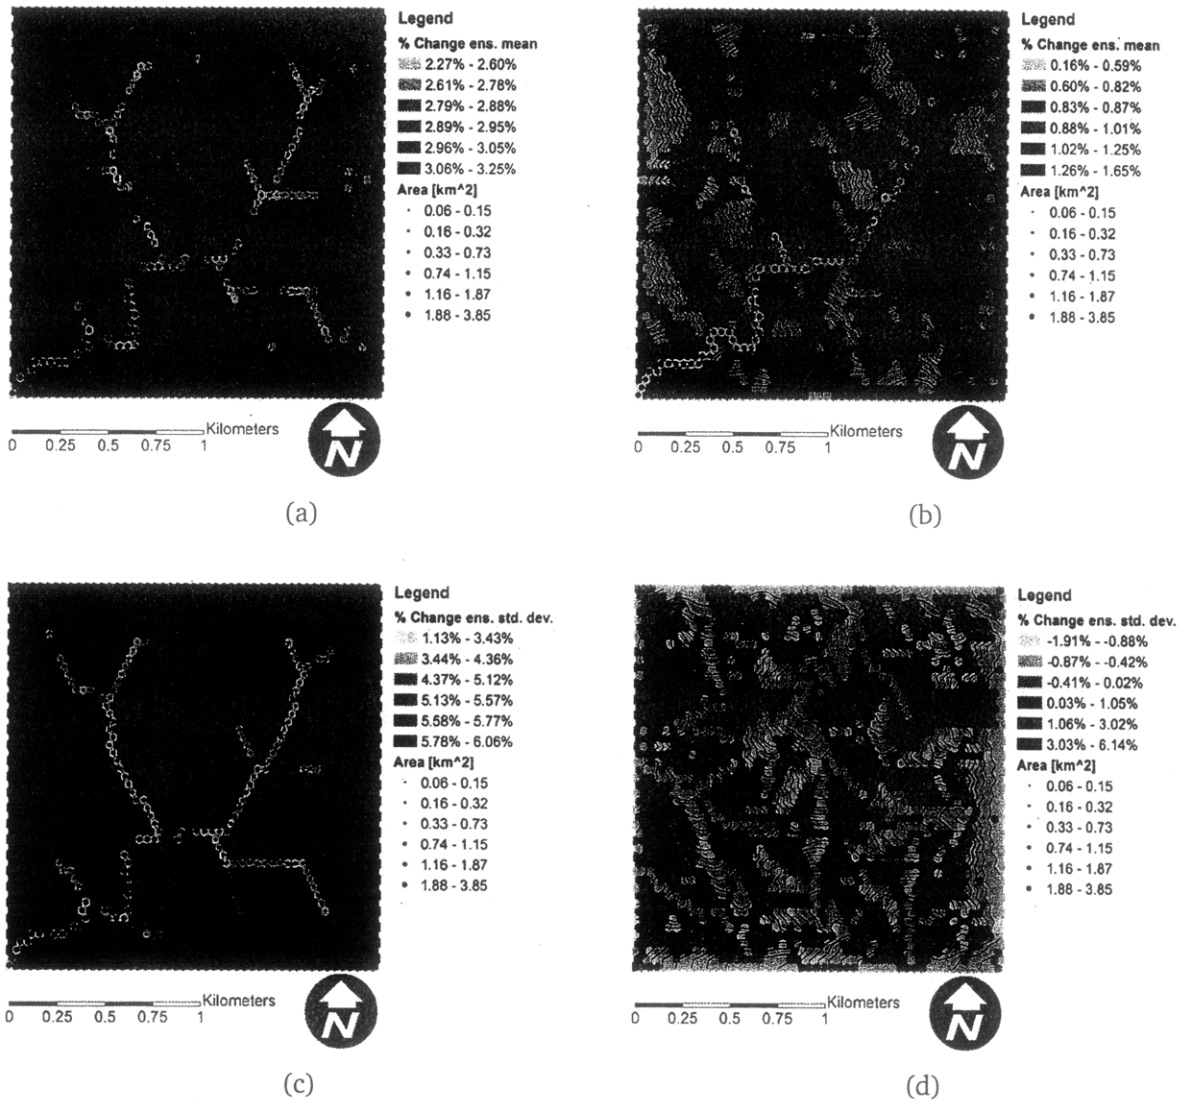 Legend
% Change ens. mean
2.27% - 2.60%
2.61% - 2.78%
2.79% - 2.88%
2.89% - 2.95%
2.96% - 3.05%
3.06% - 3.25%
Area [km^2]
0.06 - 0.15
0.16 - 0.32
0.33 - 0.73
0.74 - 1.15
1.16 - 1.87
1.88 - 3.85
Kilometers
0 0.25 0.5 0.75 1
N
(a)
Legend
% Change ens. mean
0.16% - 0.59%
0.60% - 0.82%
0.83% - 0.87%
0.88% - 1.01%
1.02% - 1.25%
1.26% - 1.65%
Area [km^2]
0.06 - 0.15
0.16 - 0.32
0.33 - 0.73
0.74 - 1.15
1.16 - 1.87
1.88 - 3.85
Kilometers
0 0.25 0.5 0.75 1
N
(b)
Legend
% Change ens. std. dev.
1.13% - 3.43%
3.44% - 4.36%
4.37% - 5.12%
5.13% - 5.57%
5.58% - 5.77%
5.78% - 6.06%
Area [km^2]
0.06 - 0.15
0.16 - 0.32
0.33 - 0.73
0.74 - 1.15
1.16 - 1.87
1.88 - 3.85
Kilometers
0 0.25 0.5 0.75 1
N
(c)
Legend
% Change ens. std. dev.
-1.91% - -0.88%
-0.87% - -0.42%
-0.41% - 0.02%
0.03% - 1.05%
1.06% - 3.02%
3.03% - 6.14%
Area [km^2]
0.06 - 0.15
0.16 - 0.32
0.33 - 0.73
0.74 - 1.15
1.16 - 1.87
1.88 - 3.85
Kilometers
0 0.25 0.5 0.75 1
N
(d)